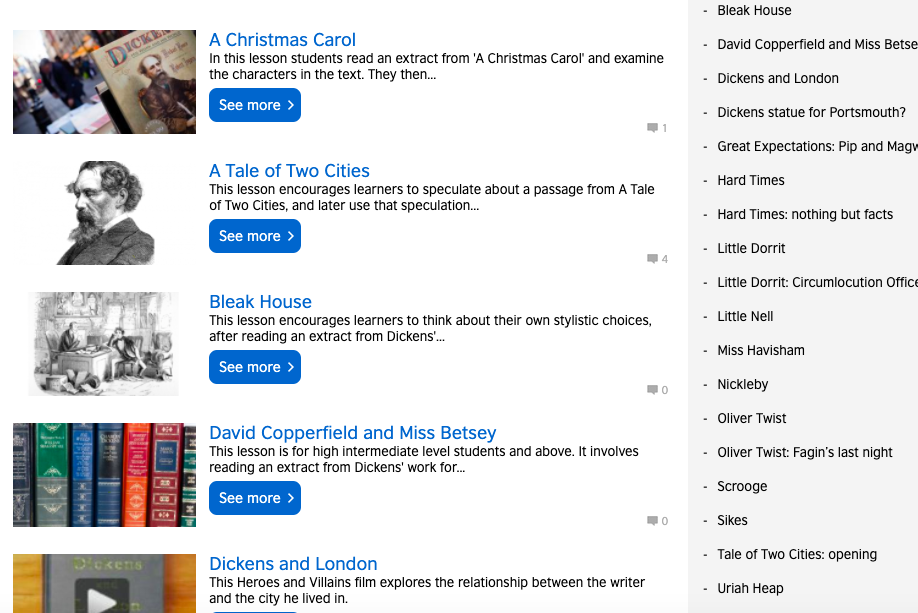 A Christmas Carol
In this lesson students read an extract from 'A Christmas Carol' and examine
the characters in the text. They then...
See more
1
A Tale of Two Cities
This lesson encourages learners to speculate about a passage from A Tale
of Two Cities, and later use that speculation...
See more
4
Bleak House
This lesson encourages learners to think about their own stylistic choices,
after reading an extract from Dickens'...
See more
0
David Copperfield and Miss Betsey
This lesson is for high intermediate level students and above. It involves
reading an extract from Dickens' work for...
See more
0
Dickens
Dickens and London
This Heroes and Villains film explores the relationship between the writer
and the city he lived in.
- Bleak House
- David Copperfield and Miss Betse
- Dickens and London
- Dickens statue for Portsmouth?
- Great Expectations: Pip and Magw
- Hard Times
- Hard Times: nothing but facts
- Little Dorrit
- Little Dorrit: Circumlocution Office
- Little Nell
- Miss Havisham
- Nickleby
- Oliver Twist
- Oliver Twist: Fagin's last night
- Scrooge
- Sikes
- Tale of Two Cities: opening
- Uriah Heap